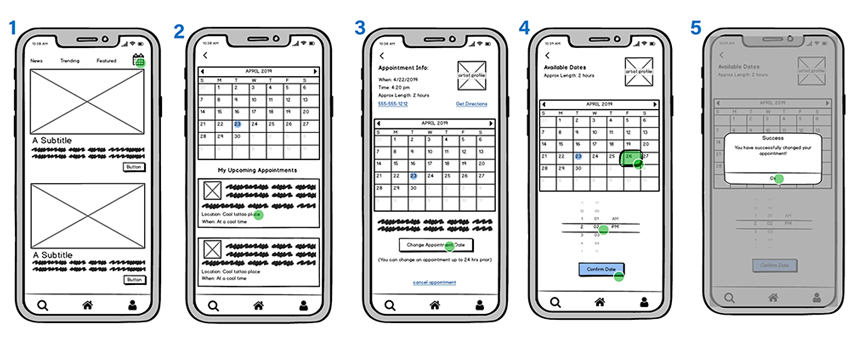 1
10:28 AM
News Trending Featured
A Subtitle
Button
A Subtitle
Button
2
10:28 AM
APRIL 2019
S M T W T F S
1 2 3 4 5 6
7 8 9 10 11 12 13
14 15 16 17 18 19 20
21 22 23 24 25 26 27
28 29 30
My Upcoming Appointments
Location: Cool tattoo place
When: At a cool time
Location: Cool tattoo place
When: At a cool time
3
10:28 AM
Appointment Info:
When: 4/22/2019
Time: 4:20 pm
Approx Length: 2 hours
555-555-1212
artist profile
Get Directions
APRIL 2019
S M T W T F S
1 2 3 4 5 6
7 8 9 10 11 12 13
14 15 16 17 18 19 20
21 22 23 24 25 26 27
28 29 30
Change Appointment Date
(You can change an appointment up to 24 hrs prior)
cancel appointment
4
10:29 AM
Available Dates
Approx Length: 2 hours
artist profile
APRIL 2019
S M T W T F S
1 2 3 4 5 6
7 8 9 10 11 12 13
14 15 16 17 18 19 20
21 22 23 24 25 26 27
28 29 30
1 01 AM
2 02 PM
3 03
Confirm Date
5
Available Dates
Approx Length: 2 hours
artist profile
APRIL 2019
Success
You have successfully changed your
appointment!
Confirm Date